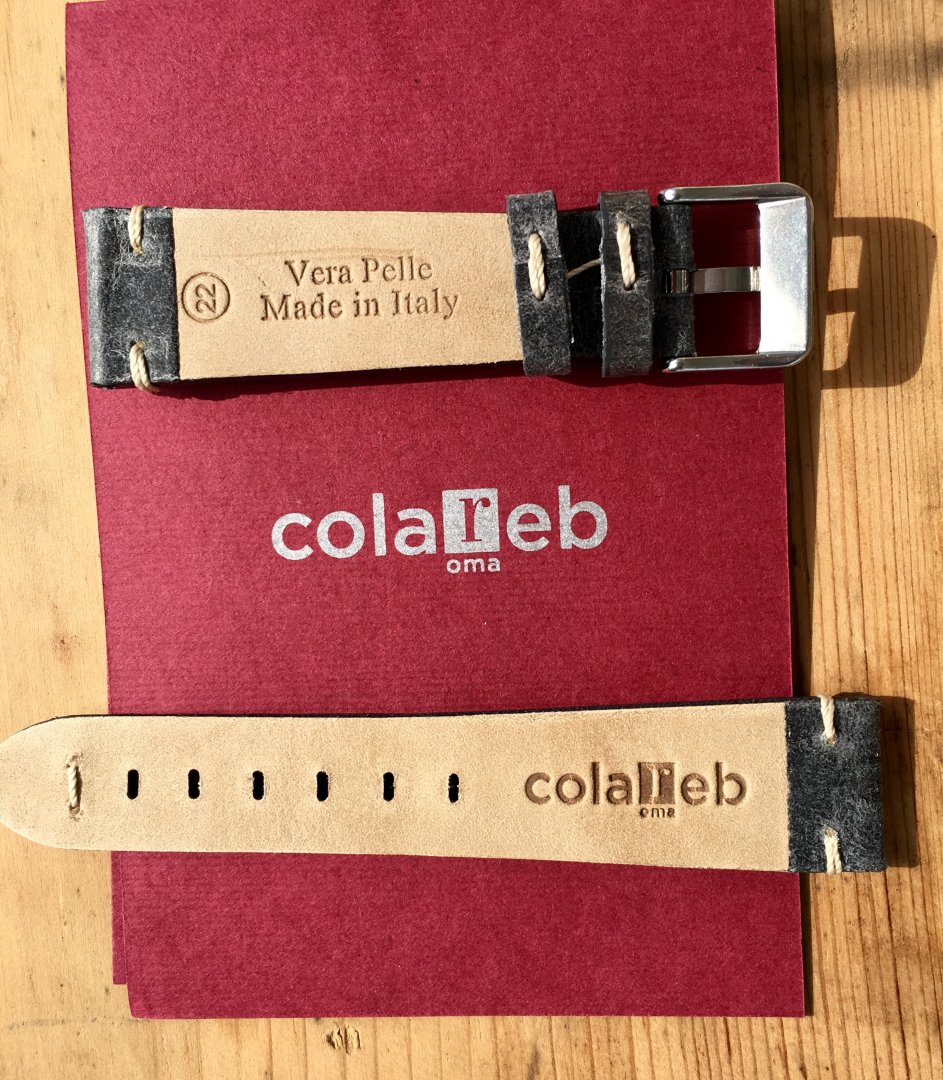 22
Vera Pelle
Made in Italy
colareb
oma
colareb
oma